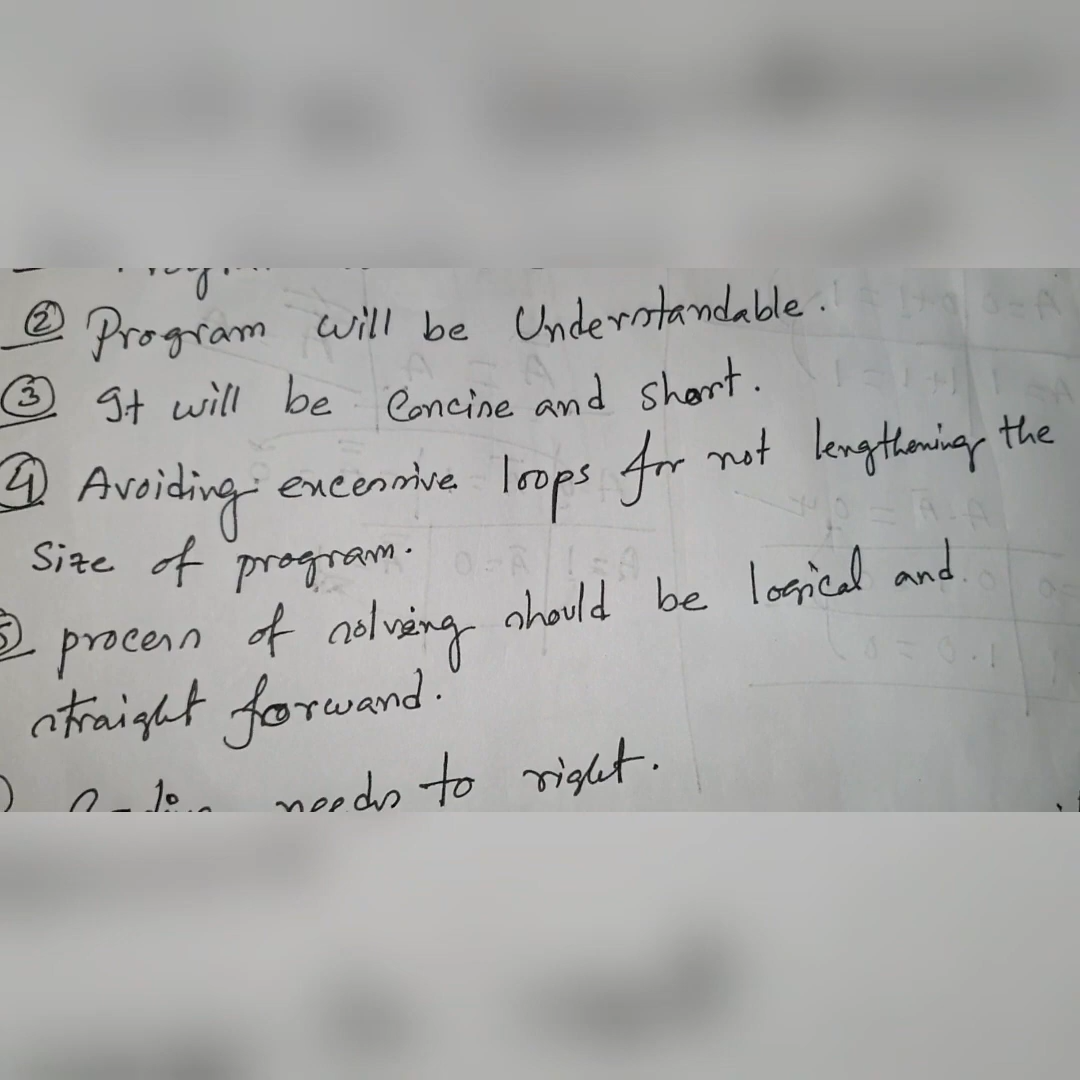 ② Program will be Understandable.
③ It will be Concise and short.
④ Avoiding excessive loops for not lengthening the
Size of program.
⑤ process of solving should be logical and
straight forward.
needs to right.